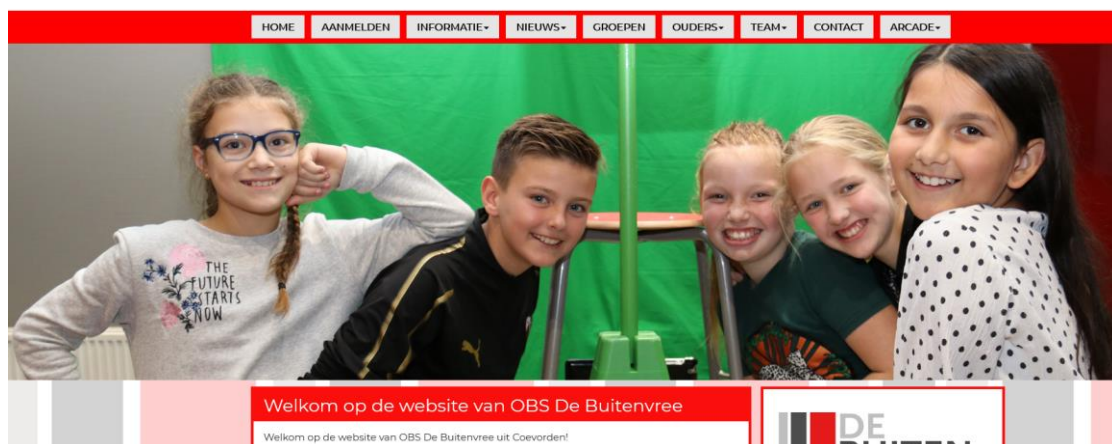 HOME AANMELDEN INFORMATIE NIEUWS GROEPEN OUDERS TEAM CONTACT ARCADE
THE
FUTURE
STARTS
NOW
Welkom op de website van OBS De Buitenvree
Welkom op de website van OBS De Buitenvree uit Coevorden!
DE
BUITEN